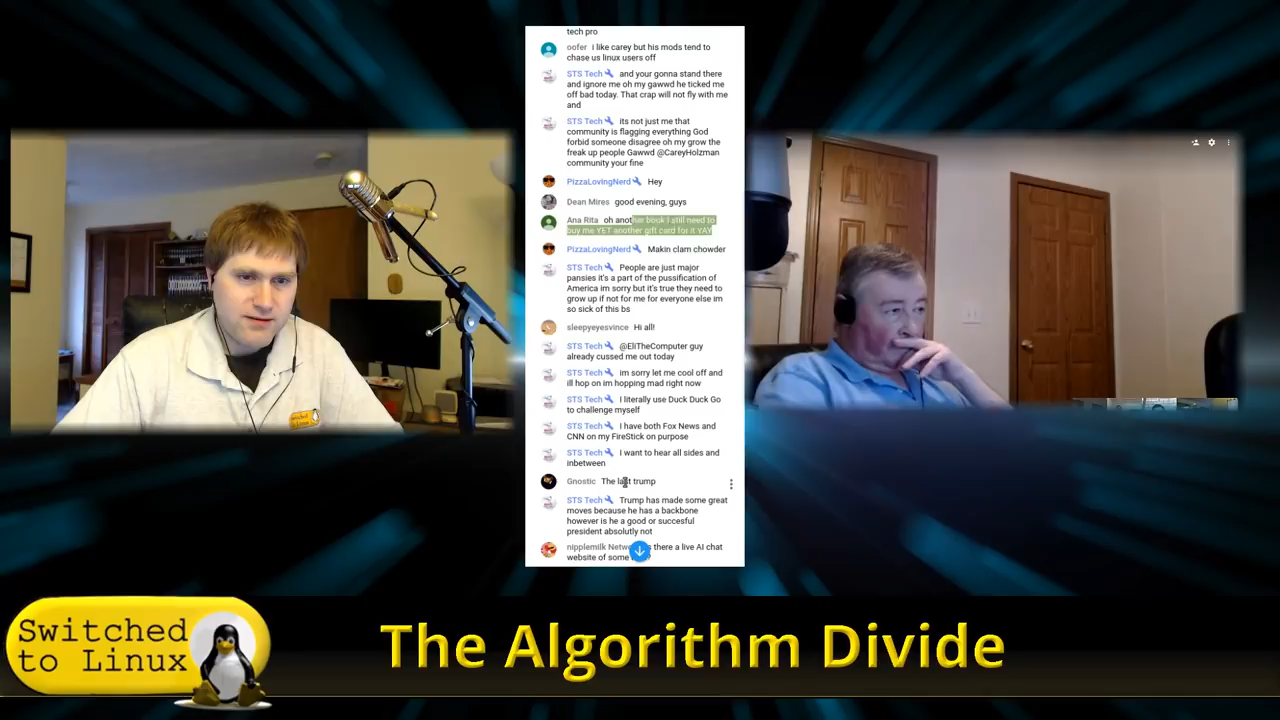 tech pro
oofer i like carey but his mods tend to
chase us linux users off
STS Tech and your gonna stand there
and ignore me oh my gawwd he ticked me
off bad today. That crap will not fly with me
and
STS Tech its not just me that
community is flagging everything God
forbid someone disagree oh my grow the
freak up people Gawwd @CareyHolzman
community your fine
PizzaLovingNerd Hey
Dean Mires good evening, guys
Ana Rita oh another book I still need to
buy me YET another gift card for it YAY
PizzaLovingNerd Makin clam chowder
STS Tech People are just major
pansies it's a part of the pussification of
America im sorry but it's true they need to
grow up if not for me for everyone else im
so sick of this bs
sleepyeyesvince Hi all!
STS Tech @EliTheComputer guy
already cussed me out today
STS Tech im sorry let me cool off and
ill hop on im hopping mad right now
STS Tech I literally use Duck Duck Go
to challenge myself
STS Tech I have both Fox News and
CNN on my FireStick on purpose
STS Tech I want to hear all sides and
inbetween
Gnostic The last trump
STS Tech Trump has made some great
moves because he has a backbone
however is he a good or succesful
president absolutly not
nipplemilk there a live AI chat
website of some
Switched
to Linux
The Algorithm Divide
Switched
to Linux